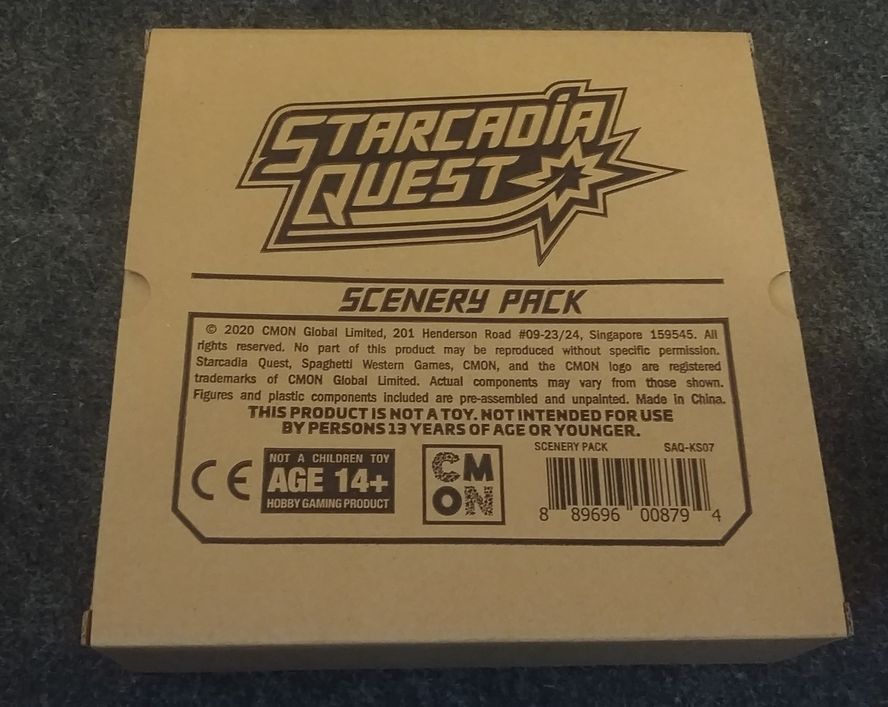 STARCADIA
QUEST
SCENERY PACK
© 2020 CMON Global Limited, 201 Henderson Road #09-23/24, Singapore 159545. All
rights reserved. No part of this product may be reproduced without specific permission.
Starcadia Quest, Spaghetti Western Games, CMON, and the CMON logo are registered
trademarks of CMON Global Limited. Actual components may vary from those shown.
Figures and plastic components included are pre-assembled and unpainted. Made in China.
THIS PRODUCT IS NOT A TOY. NOT INTENDED FOR USE
BY PERSONS 13 YEARS OF AGE OR YOUNGER.
CE
NOT A CHILDREN TOY
AGE 14+
HOBBY GAMING PRODUCT
CM
ON
SCENERY PACK SAQ-KS07
8 89696 00879 4